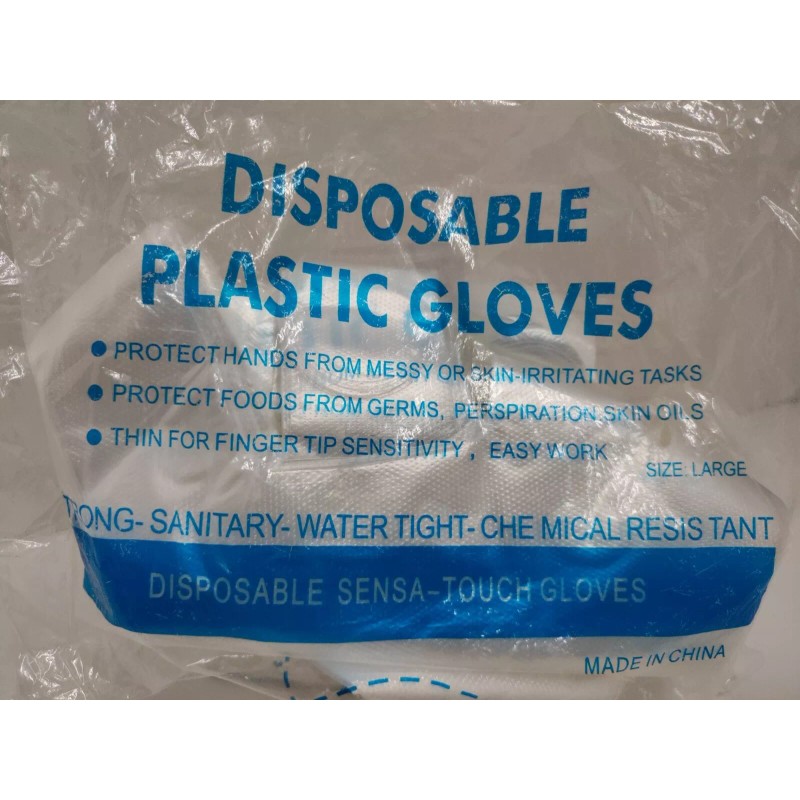 DISPOSABLE
PLASTIC GLOVES
● PROTECT HANDS FROM MESSY OR SKIN-IRRITATING TASKS
● PROTECT FOODS FROM GERMS, PERSPIRATION, SKIN OILS
● THIN FOR FINGER TIP SENSITIVITY, EASY WORK
SIZE LARGE
RONG- SANITARY- WATER TIGHT- CHE MICAL RESIS TANT
DISPOSABLE SENSA-TOUCH GLOVES
MADE IN CHINA